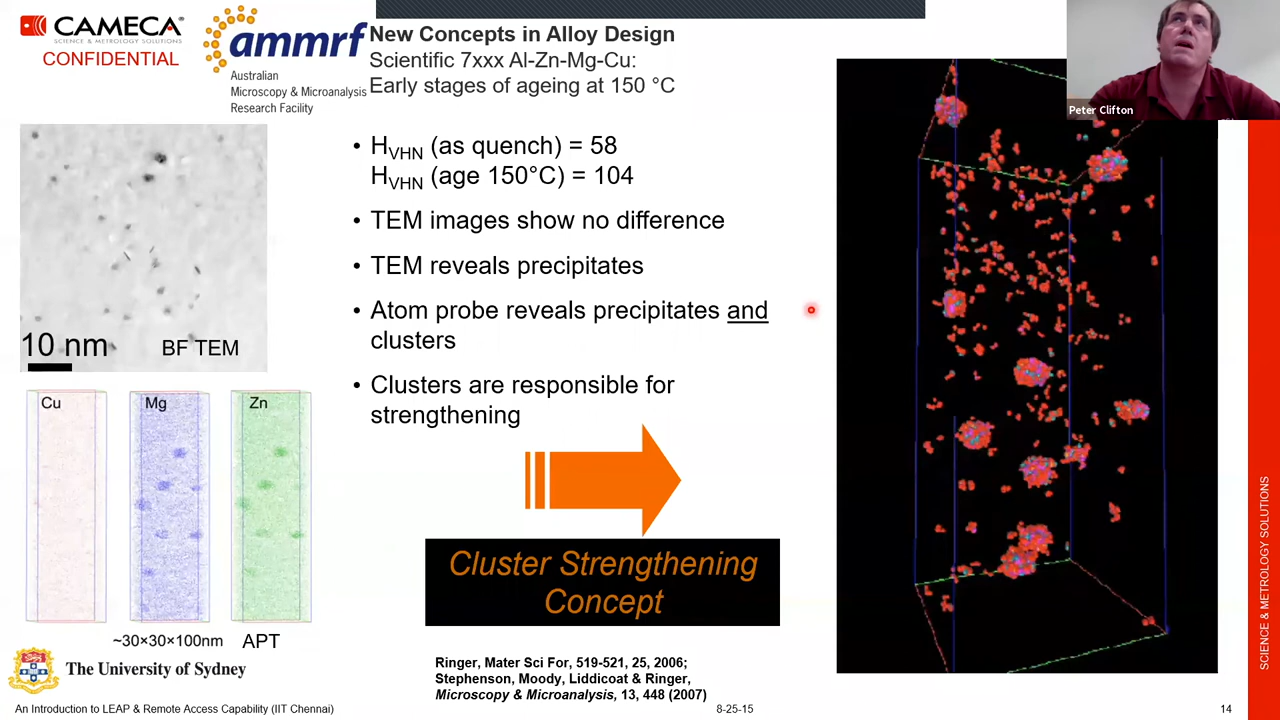 CAMECA®
SCIENCE & METROLOGY SOLUTIONS
CONFIDENTIAL
ammrf
Australian
Microscopy & Microanalysis
Research Facility
New Concepts in Alloy Design
Scientific 7xxx Al-Zn-Mg-Cu:
Early stages of ageing at 150 °C
Peter Clifton
• HVHN (as quench) = 58
HVHN (age 150°C) = 104
• TEM images show no difference
• TEM reveals precipitates
• Atom probe reveals precipitates and
clusters
• Clusters are responsible for
strengthening
10 nm
BF TEM
Cu
Mg
Zn
~30×30×100nm
APT
Cluster Strengthening
Concept
The University of Sydney
Ringer, Mater Sci For, 519-521, 25, 2006;
Stephenson, Moody, Liddicoat & Ringer,
Microscopy & Microanalysis, 13, 448 (2007)
SCIENCE & METROLOGY SOLUTIONS
An Introduction to LEAP & Remote Access Capability (IIT Chennai)
8-25-15
14